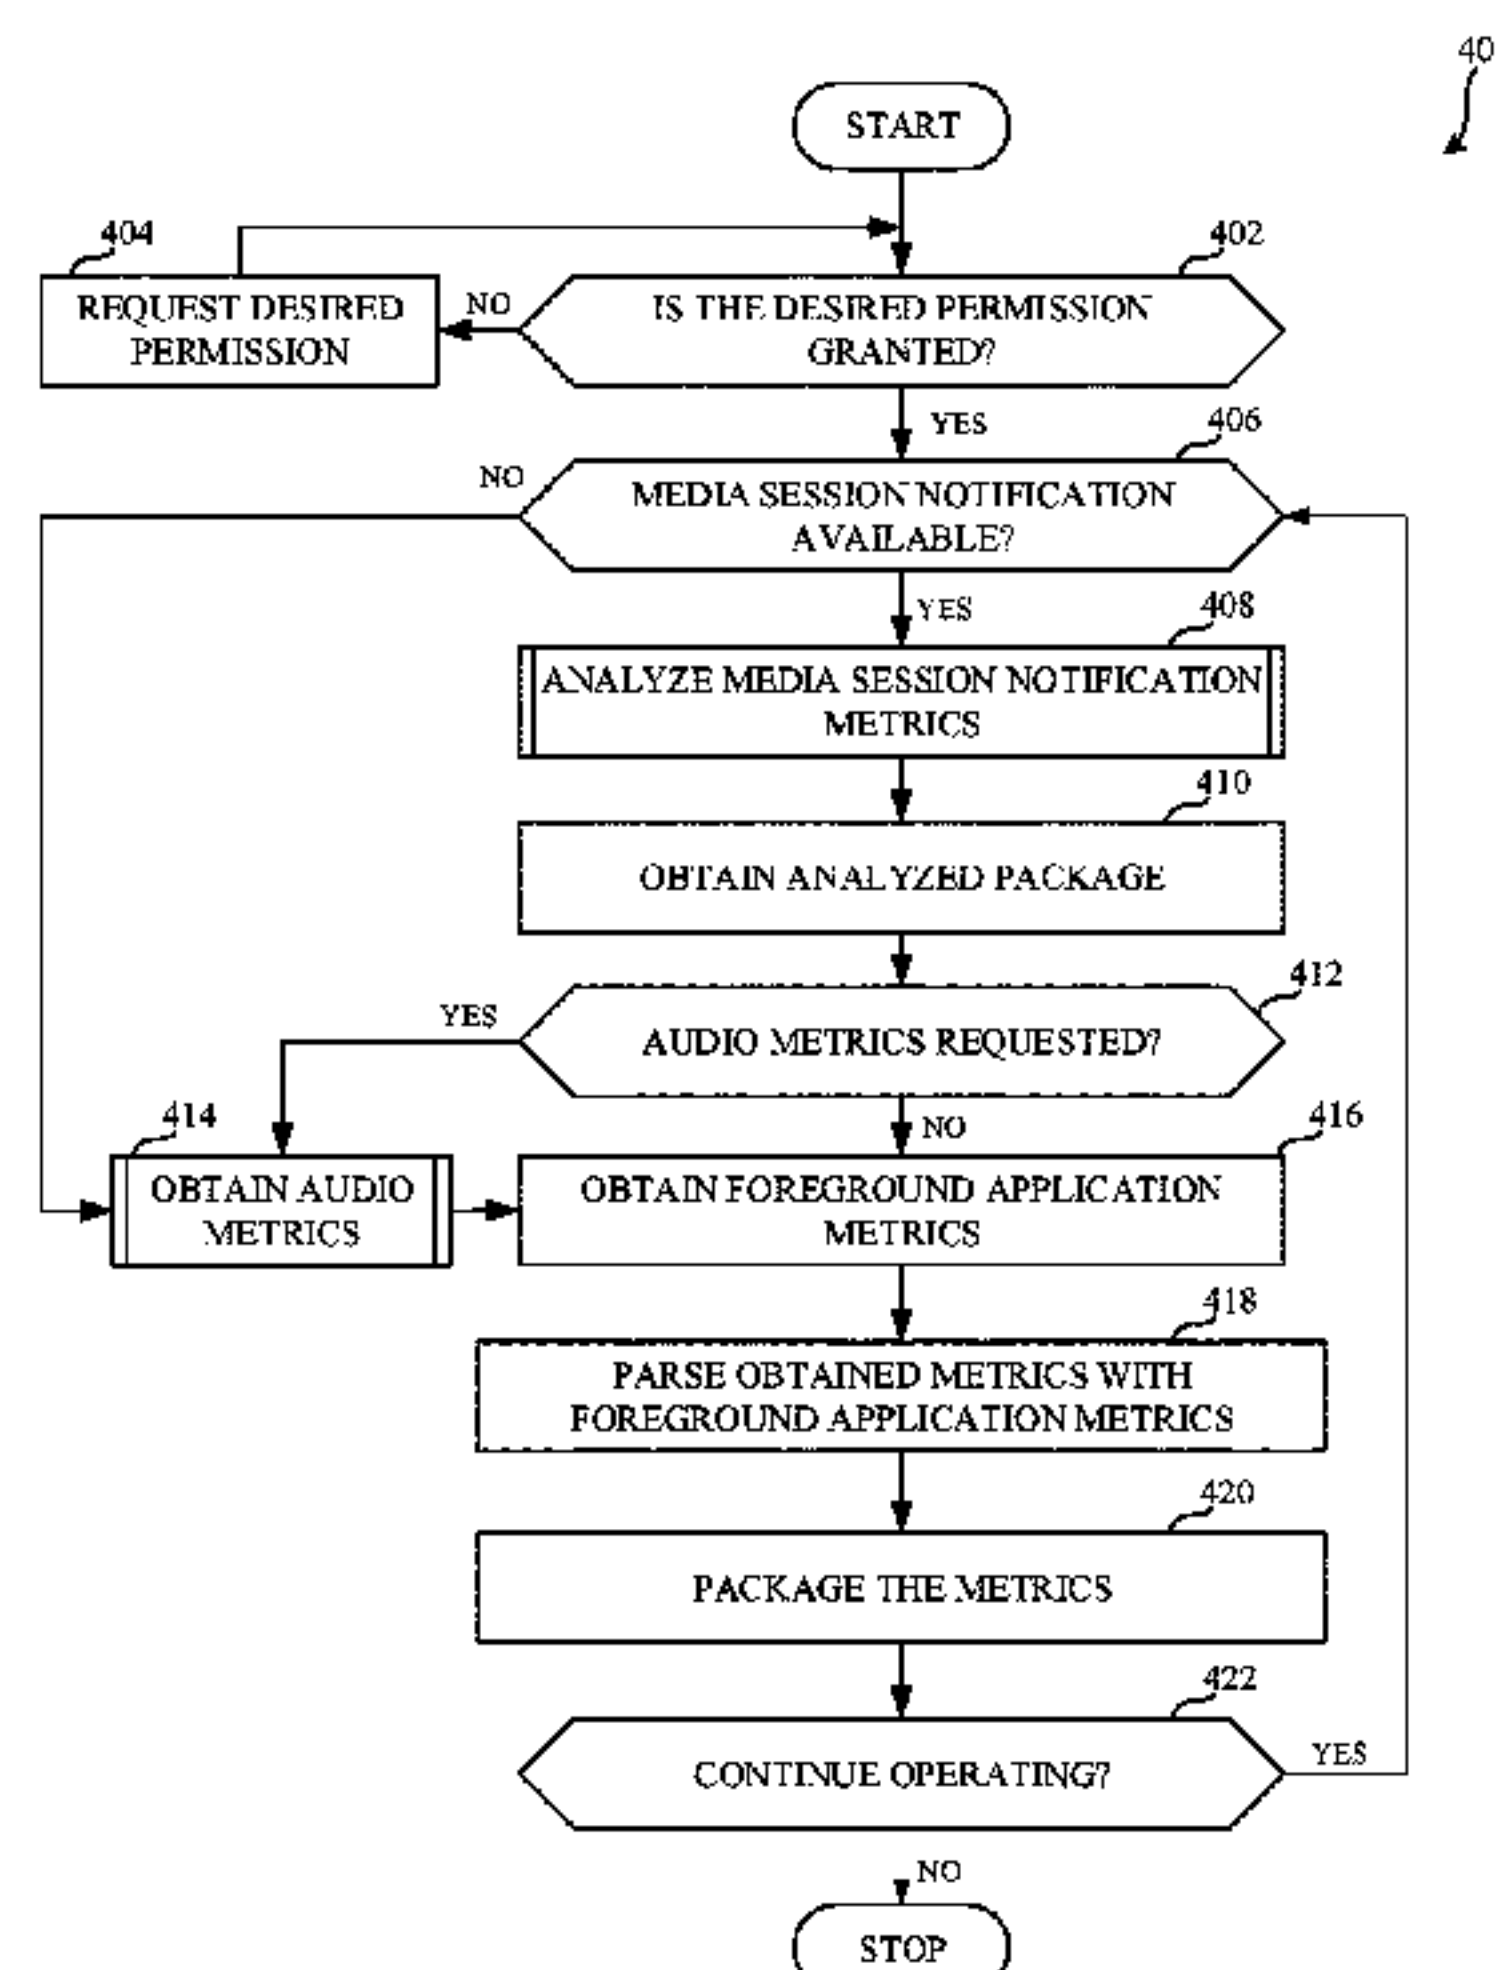 40
START
404
402
REQUEST DESIRED
PERMISSION
NO
IS THE DESIRED PERMISSION
GRANTED?
YES
406
NO
MEDIA SESSION NOTIFICATION
AVAILABLE?
YES
408
ANALYZE MEDIA SESSION NOTIFICATION
METRICS
410
OBTAIN ANALYZED PACKAGE
412
YES
AUDIO METRICS REQUESTED?
414
NO
416
OBTAIN AUDIO
METRICS
OBTAIN FOREGROUND APPLICATION
METRICS
418
PARSE OBTAINED METRICS WITH
FOREGROUND APPLICATION METRICS
420
PACKAGE THE METRICS
422
CONTINUE OPERATING?
YES
NO
STOP